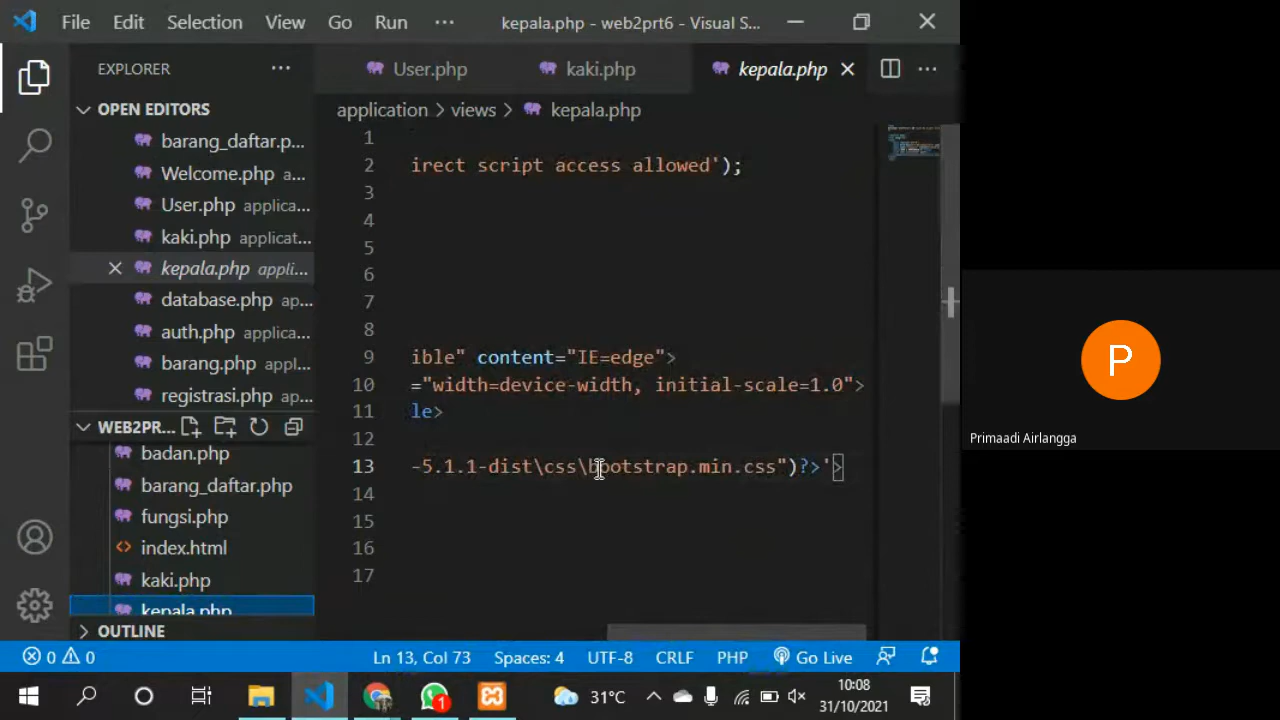 File Edit Selection View Go Run ··· kepala.php - web2prt6 - Visual S...
EXPLORER ···
OPEN EDITORS
barang_daftar.p...
Welcome.php a...
User.php applica...
kaki.php applicat...
kepala.php appli...
database.php ap...
auth.php applica...
barang.php appl...
registrasi.php applica...
WEB2PR...
badan.php
barang_daftar.php
fungsi.php
index.html
kaki.php
kepala.php
OUTLINE
User.php kaki.php kepala.php
application > views > kepala.php
1
2 irect script access allowed');
3
4
5
6
7
8
9 ible" content="IE=edge">
10 ="width=device-width, initial-scale=1.0">
11 le>
12
13 -5.1.1-dist\css\bootstrap.min.css")?>'>
14
15
16
17
0 0 Ln 13, Col 73 Spaces: 4 UTF-8 CRLF PHP Go Live
1 31°C 10:08
31/10/2021
P
Primaadi Airlangga